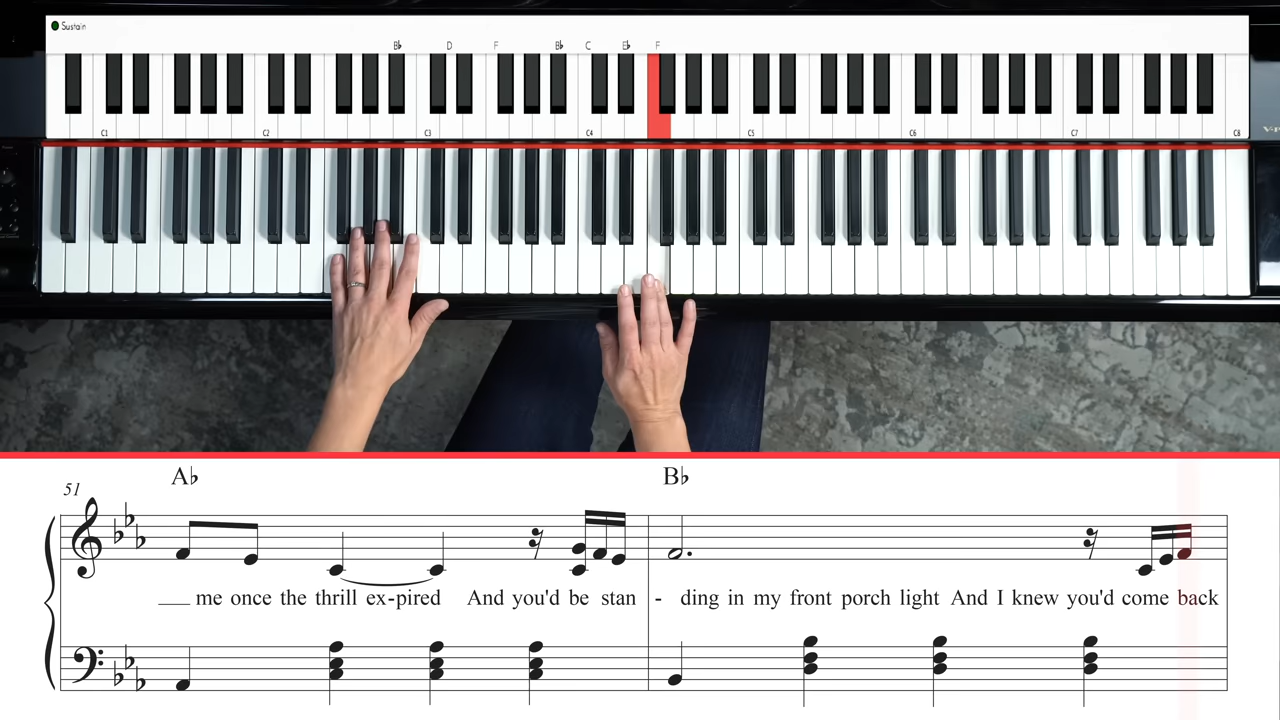 Sustain
B♭ D F B♭ C E♭ F
C1 C2 C3 C4 C5 C6 C7 C8
A♭ B♭
51
me once the thrill ex-pired And you'd be stan - ding in my front porch light And I knew you'd come back